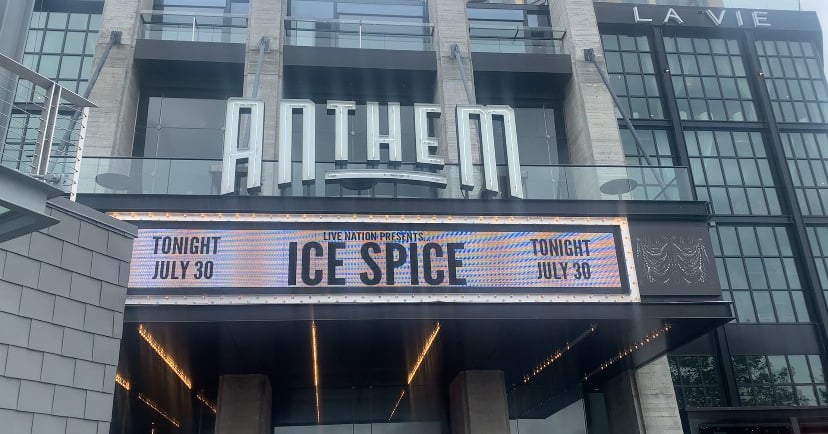 LA VIE
ANTHEM
LIVE NATION PRESENTS...
TONIGHT
JULY 30
ICE SPICE
TONIGHT
JULY 30